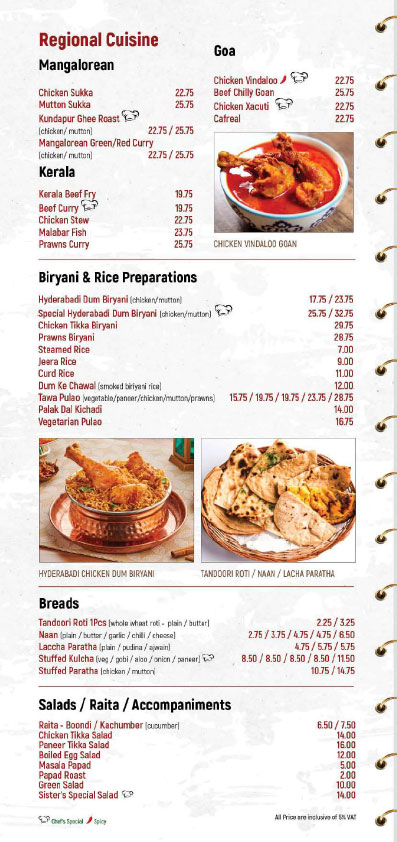 Regional Cuisine
Mangalorean
Chicken Sukka 22.75
Mutton Sukka 25.75
Kundapur Ghee Roast
(chicken/ mutton) 22.75 / 25.75
Mangalorean Green/Red Curry
(chicken/ mutton) 22.75 / 25.75
Kerala
Kerala Beef Fry 19.75
Beef Curry 19.75
Chicken Stew 22.75
Malabar Fish 23.75
Prawns Curry 25.75
Goa
Chicken Vindaloo 22.75
Beef Chilly Goan 25.75
Chicken Xacuti 22.75
Cafreal 22.75
CHICKEN VINDALOO GOAN
Biryani & Rice Preparations
Hyderabadi Dum Biryani (chicken/mutton) 17.75 / 23.75
Special Hyderabadi Dum Biryani (chicken/mutton) 25.75 / 32.75
Chicken Tikka Biryani 29.75
Prawns Biryani 28.75
Steamed Rice 7.00
Jeera Rice 9.00
Curd Rice 11.00
Dum Ke Chawal (smoked biriyani rice) 12.00
Tawa Pulao (vegetable/paneer/chicken/mutton/prawns) 15.75 / 19.75 / 19.75 / 23.75 / 28.75
Palak Dal Kichadi 14.00
Vegetarian Pulao 16.75
HYDERABADI CHICKEN DUM BIRYANI
TANDOORI ROTI / NAAN / LACHA PARATHA
Breads
Tandoori Roti 1Pcs (whole wheat roti - plain / butter) 2.25 / 3.25
Naan (plain / butter / garlic / chilli / cheese) 2.75 / 3.75 / 4.75 / 4.75 / 6.50
Laccha Paratha (plain / pudina / ajwain) 4.75 / 5.75 / 5.75
Stuffed Kulcha (veg / gobi / aloo / onion / paneer) 8.50 / 8.50 / 8.50 / 8.50 / 11.50
Stuffed Paratha (chicken / mutton) 10.75 / 14.75
Salads / Raita / Accompaniments
Raita - Boondi / Kachumber (cucumber) 6.50 / 7.50
Chicken Tikka Salad 14.00
Paneer Tikka Salad 16.00
Boiled Egg Salad 12.00
Masala Papad 5.00
Papad Roast 2.00
Green Salad 10.00
Sister's Special Salad 14.00
Chef's Special Spicy
All Price are inclusive of 5% VAT